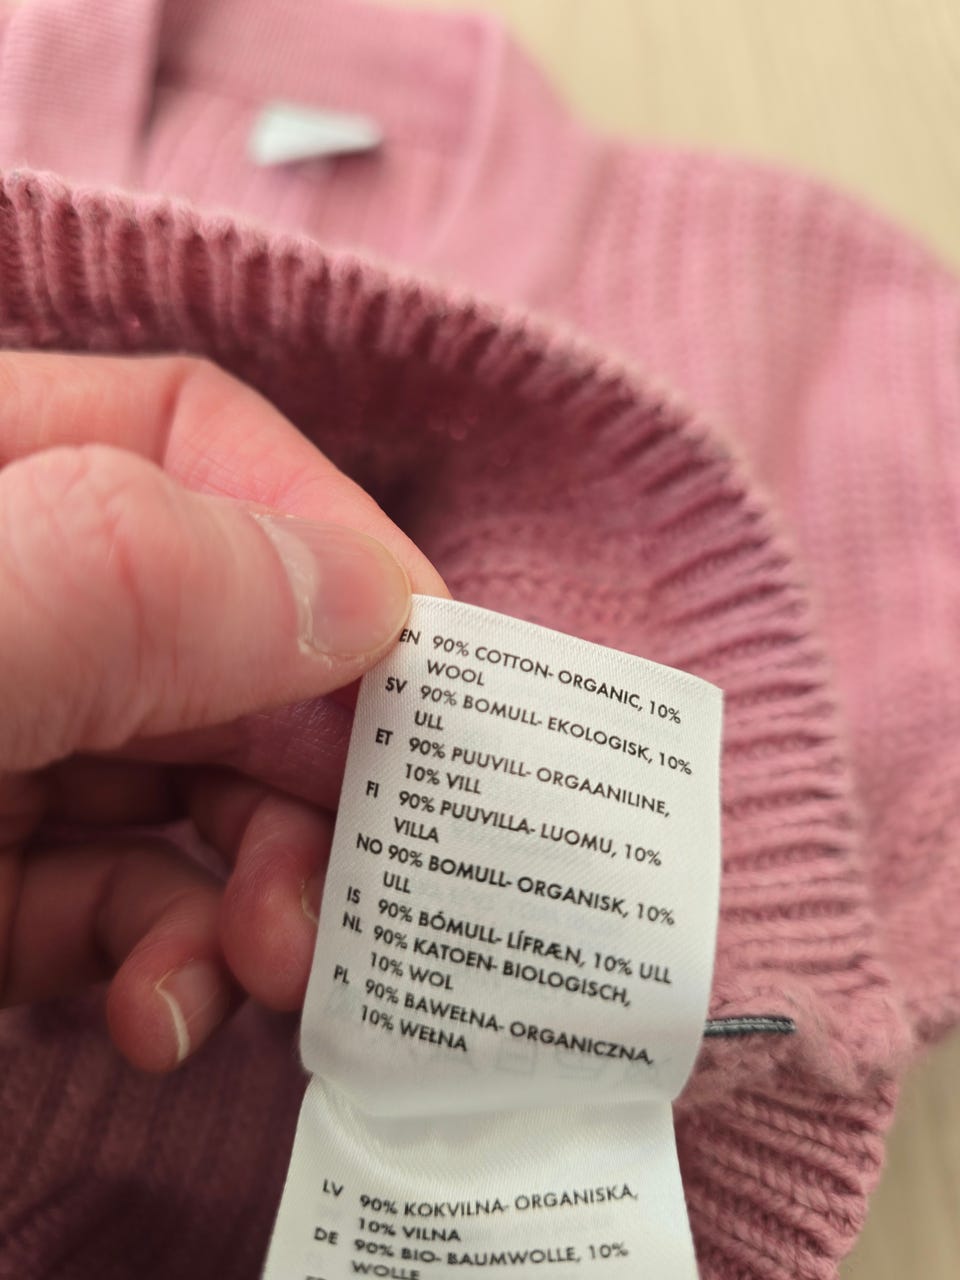 EN 90% COTTON- ORGANIC, 10%
WOOL
SV 90% BOMULL- EKOLOGISK, 10%
ULL
ET 90% PUUVILL- ORGAANILINE,
10% VILL
FI 90% PUUVILLA- LUOMU, 10%
VILLA
NO 90% BOMULL- ORGANISK, 10%
ULL
IS 90% BÓMULL- LÍFRÆN, 10% ULL
NL 90% KATOEN- BIOLOGISCH,
10% WOL
PL 90% BAWEŁNA- ORGANICZNA,
10% WEŁNA
LV 90% KOKVILNA- ORGANISKA,
10% VILNA
DE 90% BIO- BAUMWOLLE, 10%
WOLLE